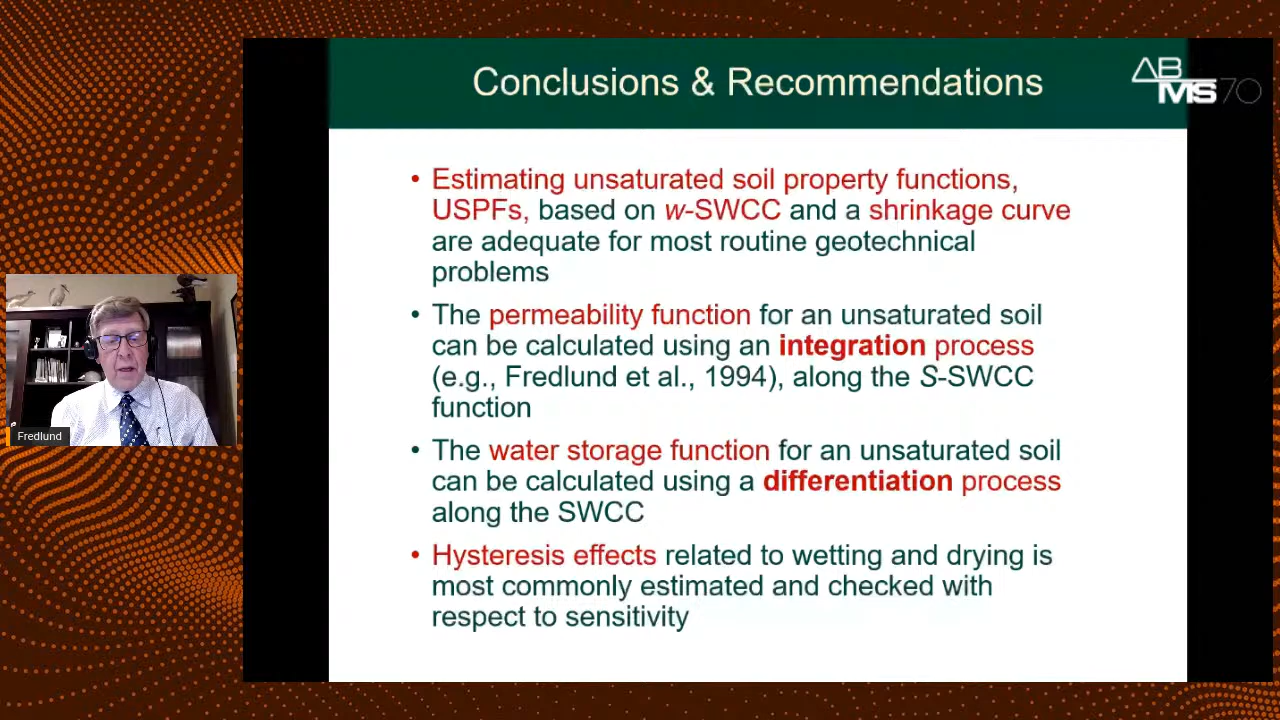 Conclusions & Recommendations
AB
MS70
• Estimating unsaturated soil property functions,
USPFs, based on w-SWCC and a shrinkage curve
are adequate for most routine geotechnical
problems
• The permeability function for an unsaturated soil
can be calculated using an integration process
(e.g., Fredlund et al., 1994), along the S-SWCC
function
• The water storage function for an unsaturated soil
can be calculated using a differentiation process
along the SWCC
• Hysteresis effects related to wetting and drying is
most commonly estimated and checked with
respect to sensitivity
Fredlund